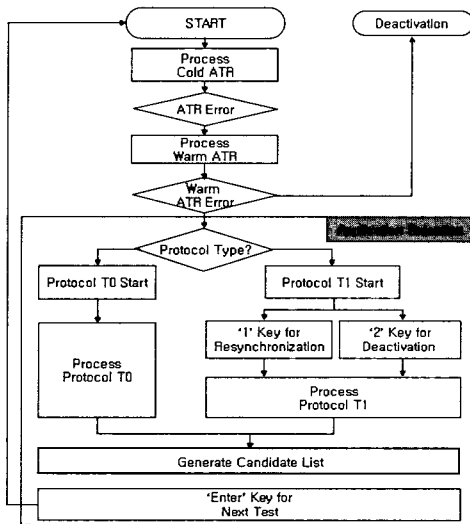 START
Deactivation
Process
Cold ATR
ATR Error
Process
Warm ATR
Warm
ATR Error
Protocol Type?
Protocol T0 Start
Protocol T1 Start
'1' Key for
Resynchronization
'2' Key for
Deactivation
Process
Protocol T0
Process
Protocol T1
Generate Candidate List
'Enter' Key for
Next Test